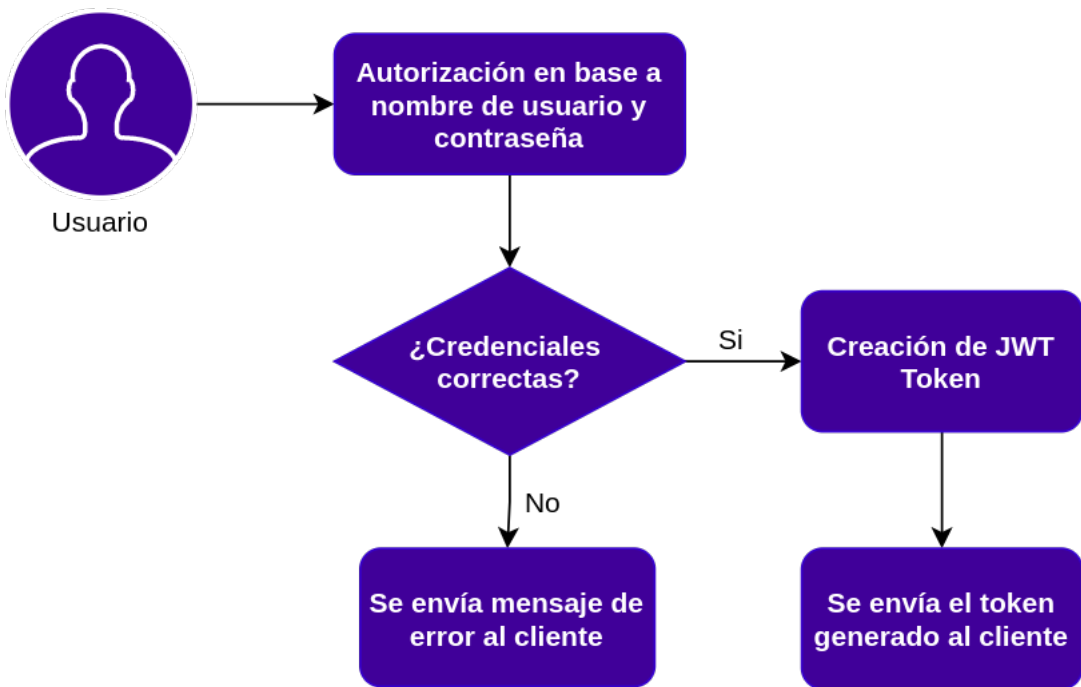 Autorización en base a
nombre de usuario y
contraseña
Usuario
¿Credenciales
correctas?
Si
Creación de JWT
Token
No
Se envía mensaje de
error al cliente
Se envía el token
generado al cliente